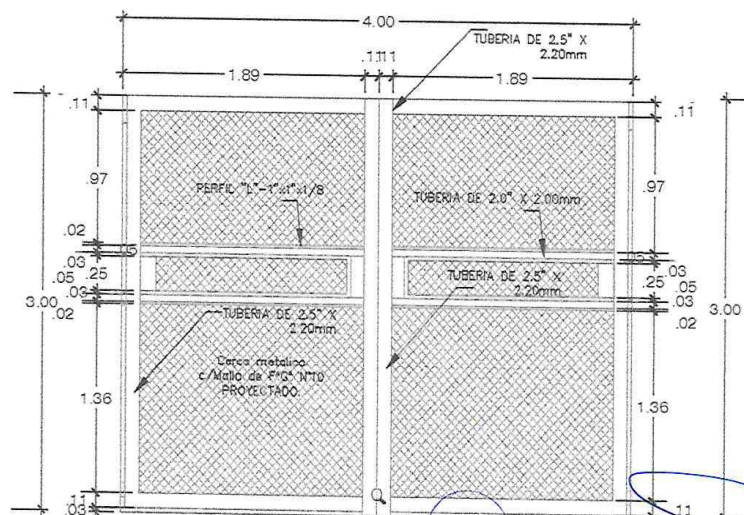 4.00
TUBERIA DE 2.5" X
2.20mm
1.89
.11
.11
1.89
.11
.11
.97
.97
PERFIL "L"-1"x1"x1/8
TUBERIA DE 2.0" X 2.00mm
.02
.03
.05
.25
.03
.02
3.00
TUBERIA DE 2.5" X
2.20mm
.03
.05
.25
.03
.02
3.00
TUBERIA DE 2.5" X
2.20mm
Cerco metalico
c/Malla de FºGº Nº10
PROYECTADO
1.36
1.36
.11
.03
.11